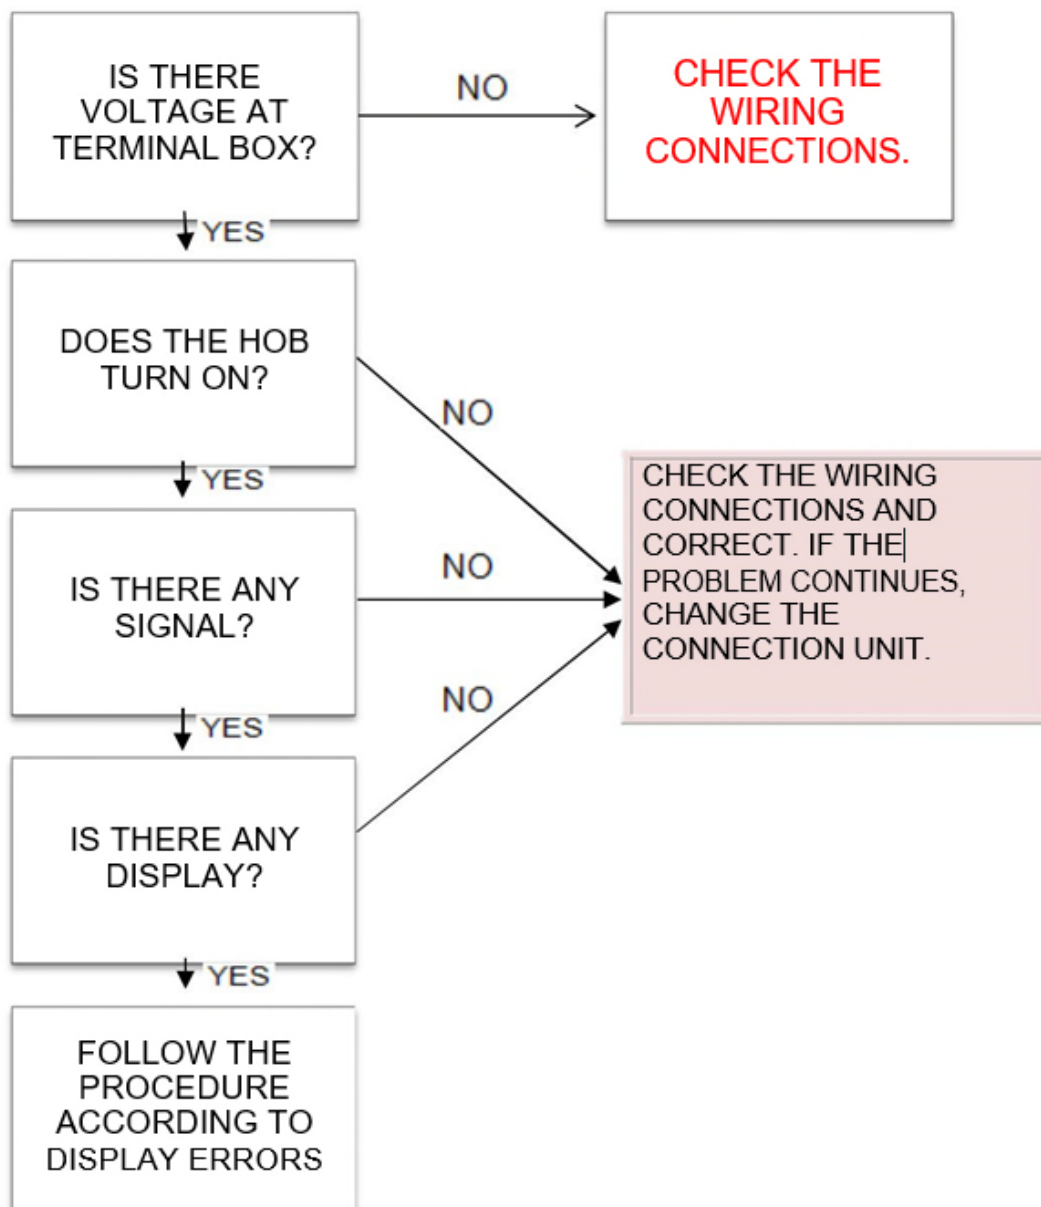 IS THERE
VOLTAGE AT
TERMINAL BOX?
NO
CHECK THE
WIRING
CONNECTIONS.
YES
DOES THE HOB
TURN ON?
NO
YES
IS THERE ANY
SIGNAL?
NO
CHECK THE WIRING
CONNECTIONS AND
CORRECT. IF THE
PROBLEM CONTINUES,
CHANGE THE
CONNECTION UNIT.
YES
IS THERE ANY
DISPLAY?
NO
YES
FOLLOW THE
PROCEDURE
ACCORDING TO
DISPLAY ERRORS